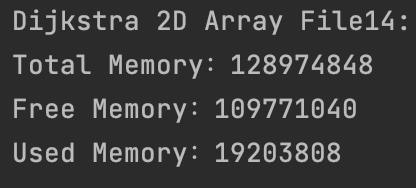 Dijkstra 2D Array File14:
Total Memory: 128974848
Free Memory: 109771040
Used Memory: 19203808